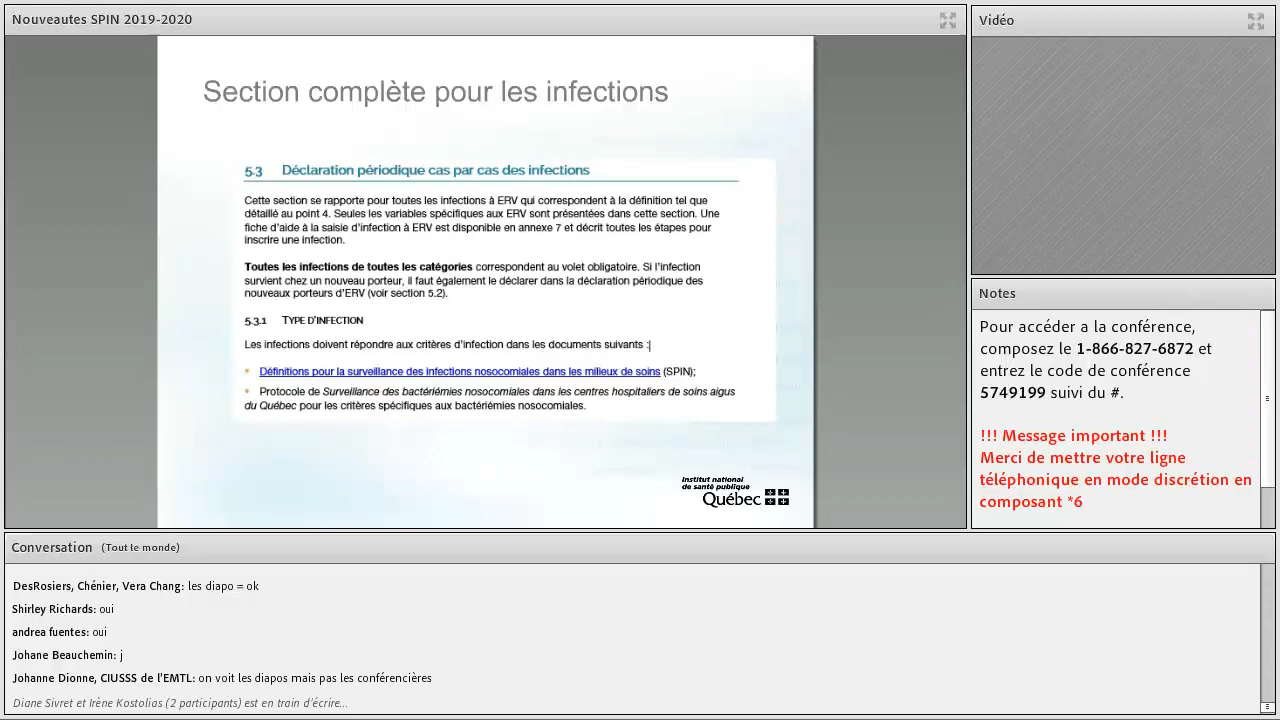 Nouveautes SPIN 2019-2020
Section complète pour les infections
5.3 Déclaration périodique cas par cas des infections
Cette section se rapporte pour toutes les infections à ERV qui correspondent à la définition tel que
détaillé au point 4. Seules les variables spécifiques aux ERV sont présentées dans cette section. Une
fiche d'aide à la saisie d'infection à ERV est disponible en annexe 7 et décrit toutes les étapes pour
inscrire une infection.
Toutes les infections de toutes les catégories correspondent au volet obligatoire. Si l'infection
survient chez un nouveau porteur, il faut également le déclarer dans la déclaration périodique des
nouveaux porteurs d'ERV (voir section 5.2).
5.3.1 TYPE D'INFECTION
Les infections doivent répondre aux critères d'infection dans les documents suivants :
• Définitions pour la surveillance des infections nosocomiales dans les milieux de soins (SPIN);
• Protocole de Surveillance des bactériémies nosocomiales dans les centres hospitaliers de soins aigus
du Québec pour les critères spécifiques aux bactériémies nosocomiales.
Institut national
de santé publique
Québec
Vidéo
Notes
Pour accéder a la conférence,
composez le 1-866-827-6872 et
entrez le code de conférence
5749199 suivi du #.
!!! Message important !!!
Merci de mettre votre ligne
téléphonique en mode discrétion en
composant *6
Conversation (Tout le monde)
DesRosiers, Chénier, Vera Chang: les diapo = ok
Shirley Richards: oui
andrea fuentes: oui
Johane Beauchemin: j
Johanne Dionne, CIUSSS de l'EMTL: on voit les diapos mais pas les conférencières
Diane Sivret et Irène Kostolias (2 participants) est en train d'écrire...